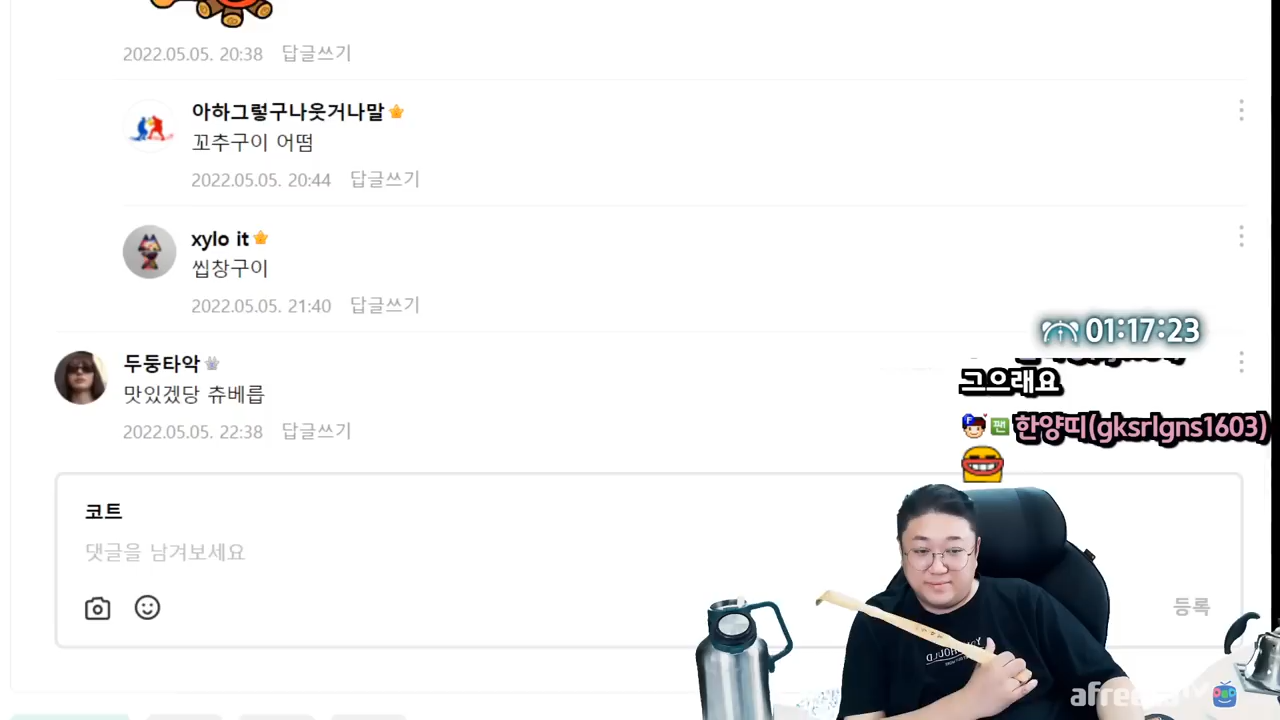 2022.05.05. 20:38 답글쓰기
아하그렇구나웃거나말
꼬추구이 어떰
2022.05.05. 20:44 답글쓰기
xylo it
씹창구이
2022.05.05. 21:40 답글쓰기
01:17:23
두둥타악
그으래요
맛있겠당 츄베릅
팬 한양띠(gksrlgns1603)
2022.05.05. 22:38 답글쓰기
코트
댓글을 남겨보세요
등록